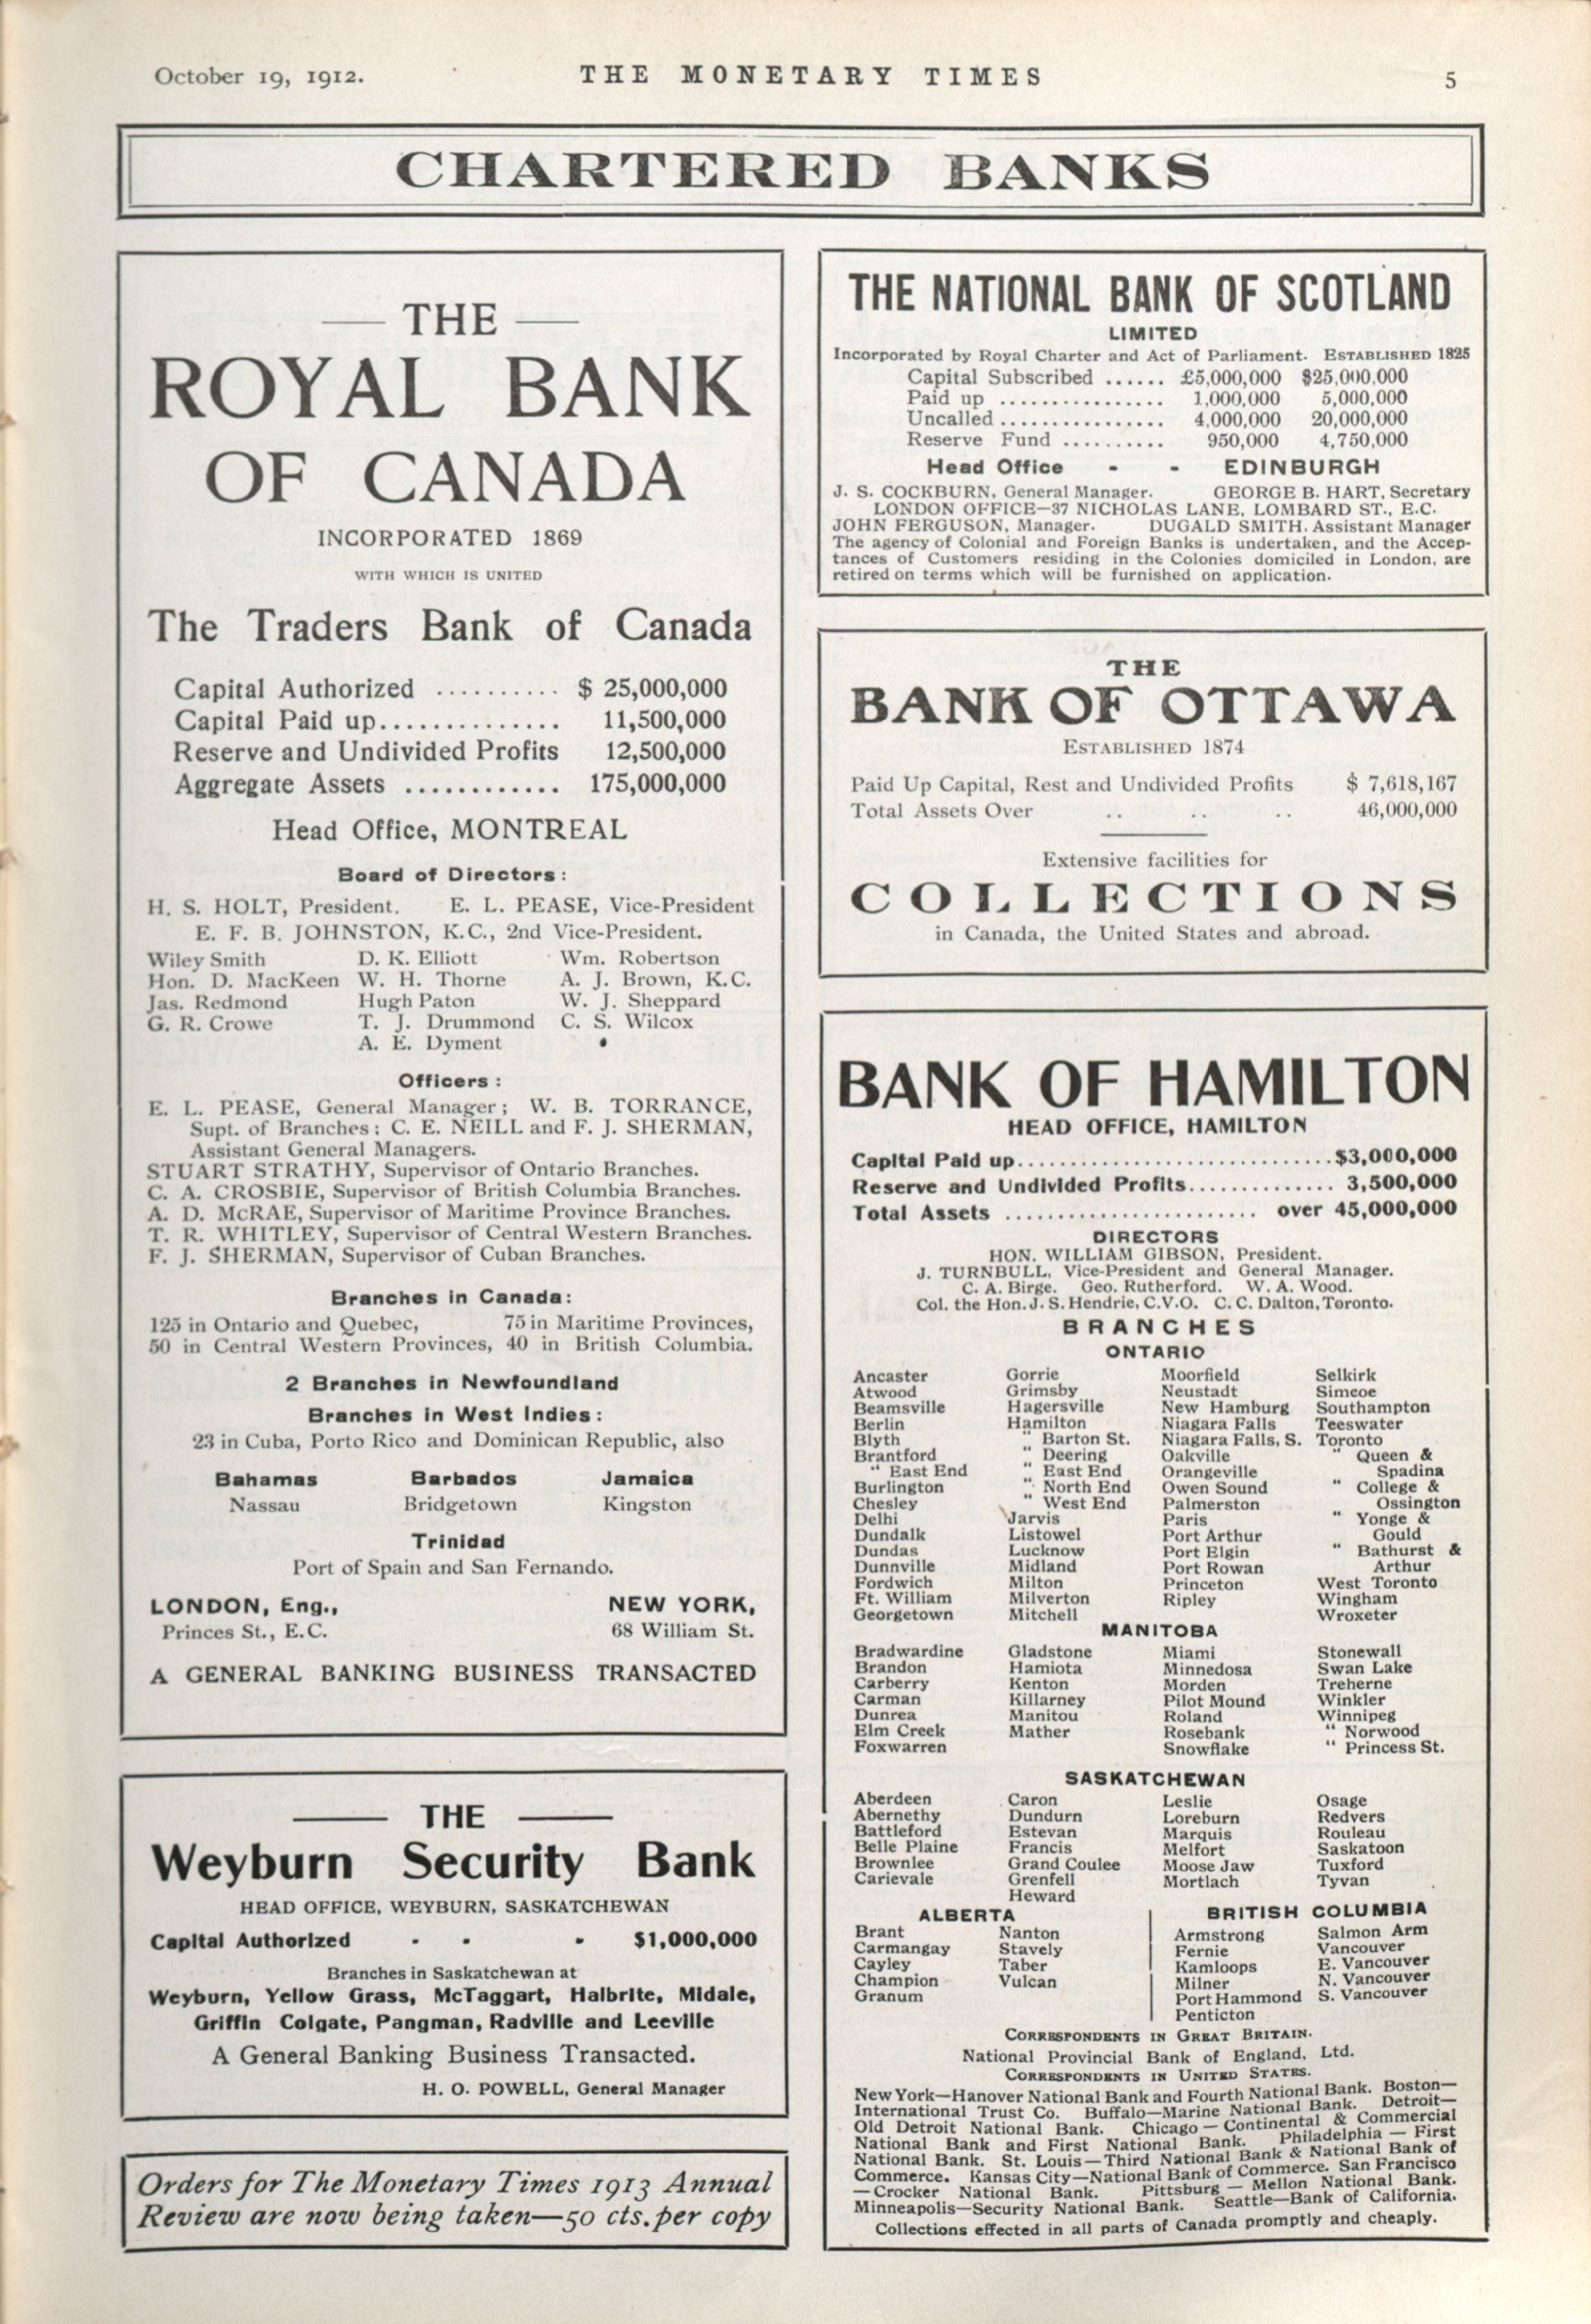 October 19, 1912.
THE MONETARY TIMES
5
CHARTERED BANKS
THE
ROYAL BANK
OF CANADA
INCORPORATED 1869
WITH WHICH IS UNITED
The Traders Bank of Canada
Capital Authorized .......... $ 25,000,000
Capital Paid up.............. 11,500,000
Reserve and Undivided Profits 12,500,000
Aggregate Assets ............ 175,000,000
Head Office, MONTREAL
Board of Directors:
H. S. HOLT, President. E. L. PEASE, Vice-President
E. F. B. JOHNSTON, K.C., 2nd Vice-President.
Wiley Smith D. K. Elliott Wm. Robertson
Hon. D. MacKeen W. H. Thorne A. J. Brown, K.C.
Jas. Redmond Hugh Paton W. J. Sheppard
G. R. Crowe T. J. Drummond C. S. Wilcox
A. E. Dyment
Officers:
E. L. PEASE, General Manager; W. B. TORRANCE,
Supt. of Branches: C. E. NEILL and F. J. SHERMAN,
Assistant General Managers.
STUART STRATHY, Supervisor of Ontario Branches.
C. A. CROSBIE, Supervisor of British Columbia Branches.
A. D. McRAE, Supervisor of Maritime Province Branches.
T. R. WHITLEY, Supervisor of Central Western Branches.
F. J. SHERMAN, Supervisor of Cuban Branches.
Branches in Canada:
125 in Ontario and Quebec, 75 in Maritime Provinces,
50 in Central Western Provinces, 40 in British Columbia.
2 Branches in Newfoundland
Branches in West Indies:
23 in Cuba, Porto Rico and Dominican Republic, also
Bahamas Barbados Jamaica
Nassau Bridgetown Kingston
Trinidad
Port of Spain and San Fernando.
LONDON, Eng., NEW YORK,
Princes St., E.C. 68 William St.
A GENERAL BANKING BUSINESS TRANSACTED
THE
Weyburn Security Bank
HEAD OFFICE, WEYBURN, SASKATCHEWAN
Capital Authorized - - - $1,000,000
Branches in Saskatchewan at
Weyburn, Yellow Grass, McTaggart, Halbrite, Midale,
Griffin Colgate, Pangman, Radville and Leeville
A General Banking Business Transacted.
H. O. POWELL, General Manager
Orders for The Monetary Times 1913 Annual
Review are now being taken—50 cts. per copy
THE NATIONAL BANK OF SCOTLAND
LIMITED
Incorporated by Royal Charter and Act of Parliament. ESTABLISHED 1825
Capital Subscribed ...... £5,000,000 $25,000,000
Paid up ................ 1,000,000 5,000,000
Uncalled ................ 4,000,000 20,000,000
Reserve Fund .......... 950,000 4,750,000
Head Office - - EDINBURGH
J. S. COCKBURN, General Manager. GEORGE B. HART, Secretary
LONDON OFFICE—37 NICHOLAS LANE, LOMBARD ST., E.C.
JOHN FERGUSON, Manager. DUGALD SMITH, Assistant Manager
The agency of Colonial and Foreign Banks is undertaken, and the Accep-
tances of Customers residing in the Colonies domiciled in London, are
retired on terms which will be furnished on application.
THE
BANK OF OTTAWA
ESTABLISHED 1874
Paid Up Capital, Rest and Undivided Profits $ 7,618,167
Total Assets Over .. .. .. 46,000,000
Extensive facilities for
COLLECTIONS
in Canada, the United States and abroad.
BANK OF HAMILTON
HEAD OFFICE, HAMILTON
Capital Paid up..............................$3,000,000
Reserve and Undivided Profits.............. 3,500,000
Total Assets ........................ over 45,000,000
DIRECTORS
HON. WILLIAM GIBSON, President.
J. TURNBULL, Vice-President and General Manager.
C. A. Birge. Geo. Rutherford. W. A. Wood.
Col. the Hon. J. S. Hendrie, C.V.O. C. C. Dalton, Toronto.
BRANCHES
ONTARIO
Ancaster Gorrie Moorfield Selkirk
Atwood Grimsby Neustadt Simcoe
Beamsville Hagersville New Hamburg Southampton
Berlin Hamilton Niagara Falls Teeswater
Blyth " Barton St. Niagara Falls, S. Toronto
Brantford " Deering Oakville " Queen &
" East End " East End Orangeville Spadina
Burlington " North End Owen Sound " College &
Chesley " West End Palmerston Ossington
Delhi Jarvis Paris " Yonge &
Dundalk Listowel Port Arthur Gould
Dundas Lucknow Port Elgin " Bathurst &
Dunnville Midland Port Rowan Arthur
Fordwich Milton Princeton West Toronto
Ft. William Milverton Ripley Wingham
Georgetown Mitchell Wroxeter
MANITOBA
Bradwardine Gladstone Miami Stonewall
Brandon Hamiota Minnedosa Swan Lake
Carberry Kenton Morden Treherne
Carman Killarney Pilot Mound Winkler
Dunrea Manitou Roland Winnipeg
Elm Creek Mather Rosebank " Norwood
Foxwarren Snowflake " Princess St.
SASKATCHEWAN
Aberdeen Caron Leslie Osage
Abernethy Dundurn Loreburn Redvers
Battleford Estevan Marquis Rouleau
Belle Plaine Francis Melfort Saskatoon
Brownlee Grand Coulee Moose Jaw Tuxford
Carievale Grenfell Mortlach Tyvan
Heward
ALBERTA BRITISH COLUMBIA
Brant Nanton Armstrong Salmon Arm
Carmangay Stavely Fernie Vancouver
Cayley Taber Kamloops E. Vancouver
Champion Vulcan Milner N. Vancouver
Granum Port Hammond S. Vancouver
Penticton
CORRESPONDENTS IN GREAT BRITAIN.
National Provincial Bank of England, Ltd.
CORRESPONDENTS IN UNITED STATES.
New York—Hanover National Bank and Fourth National Bank. Boston—
International Trust Co. Buffalo—Marine National Bank. Detroit—
Old Detroit National Bank. Chicago—Continental & Commercial
National Bank and First National Bank. Philadelphia—First
National Bank. St. Louis—Third National Bank & National Bank of
Commerce. Kansas City—National Bank of Commerce. San Francisco
—Crocker National Bank. Pittsburg—Mellon National Bank.
Minneapolis—Security National Bank. Seattle—Bank of California.
Collections effected in all parts of Canada promptly and cheaply.